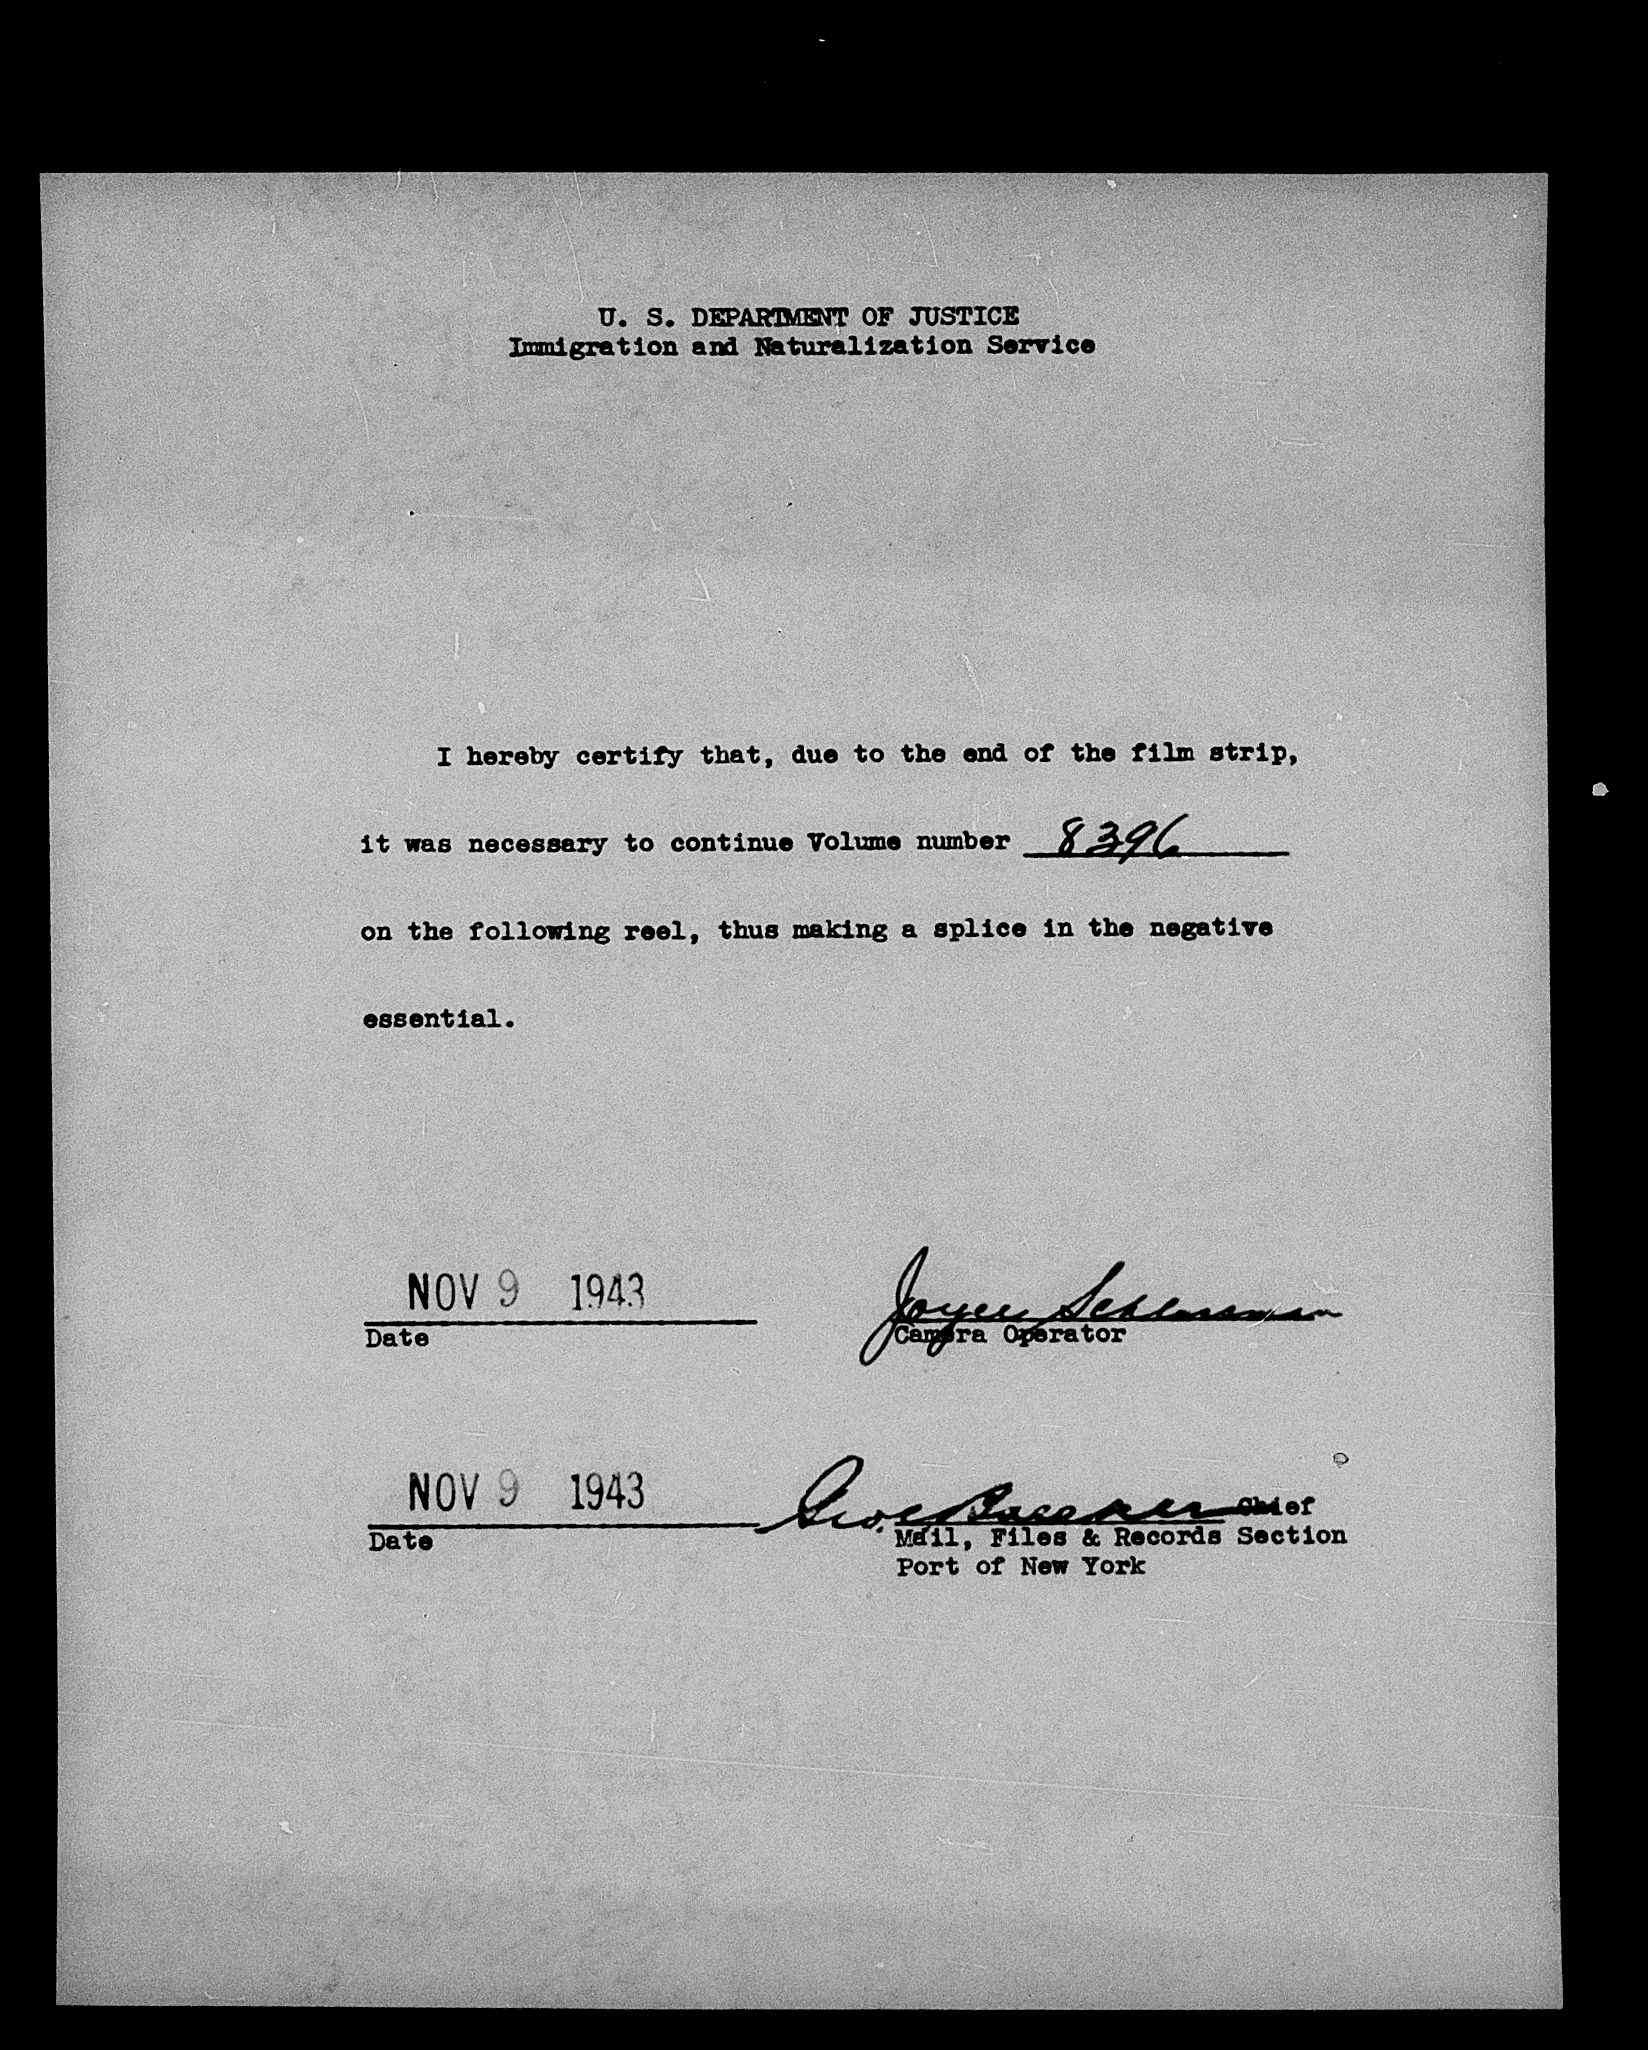 U. S. DEPARTMENT OF JUSTICE
Immigration and Naturalization Service
I hereby certify that, due to the end of the film strip,
it was necessary to continue Volume number 8396
on the following reel, thus making a splice in the negative
essential.
NOV 9 1943
Date
Camera Operator
NOV 9 1943
Geo. Chief
Date
Mail, Files & Records Section
Port of New York